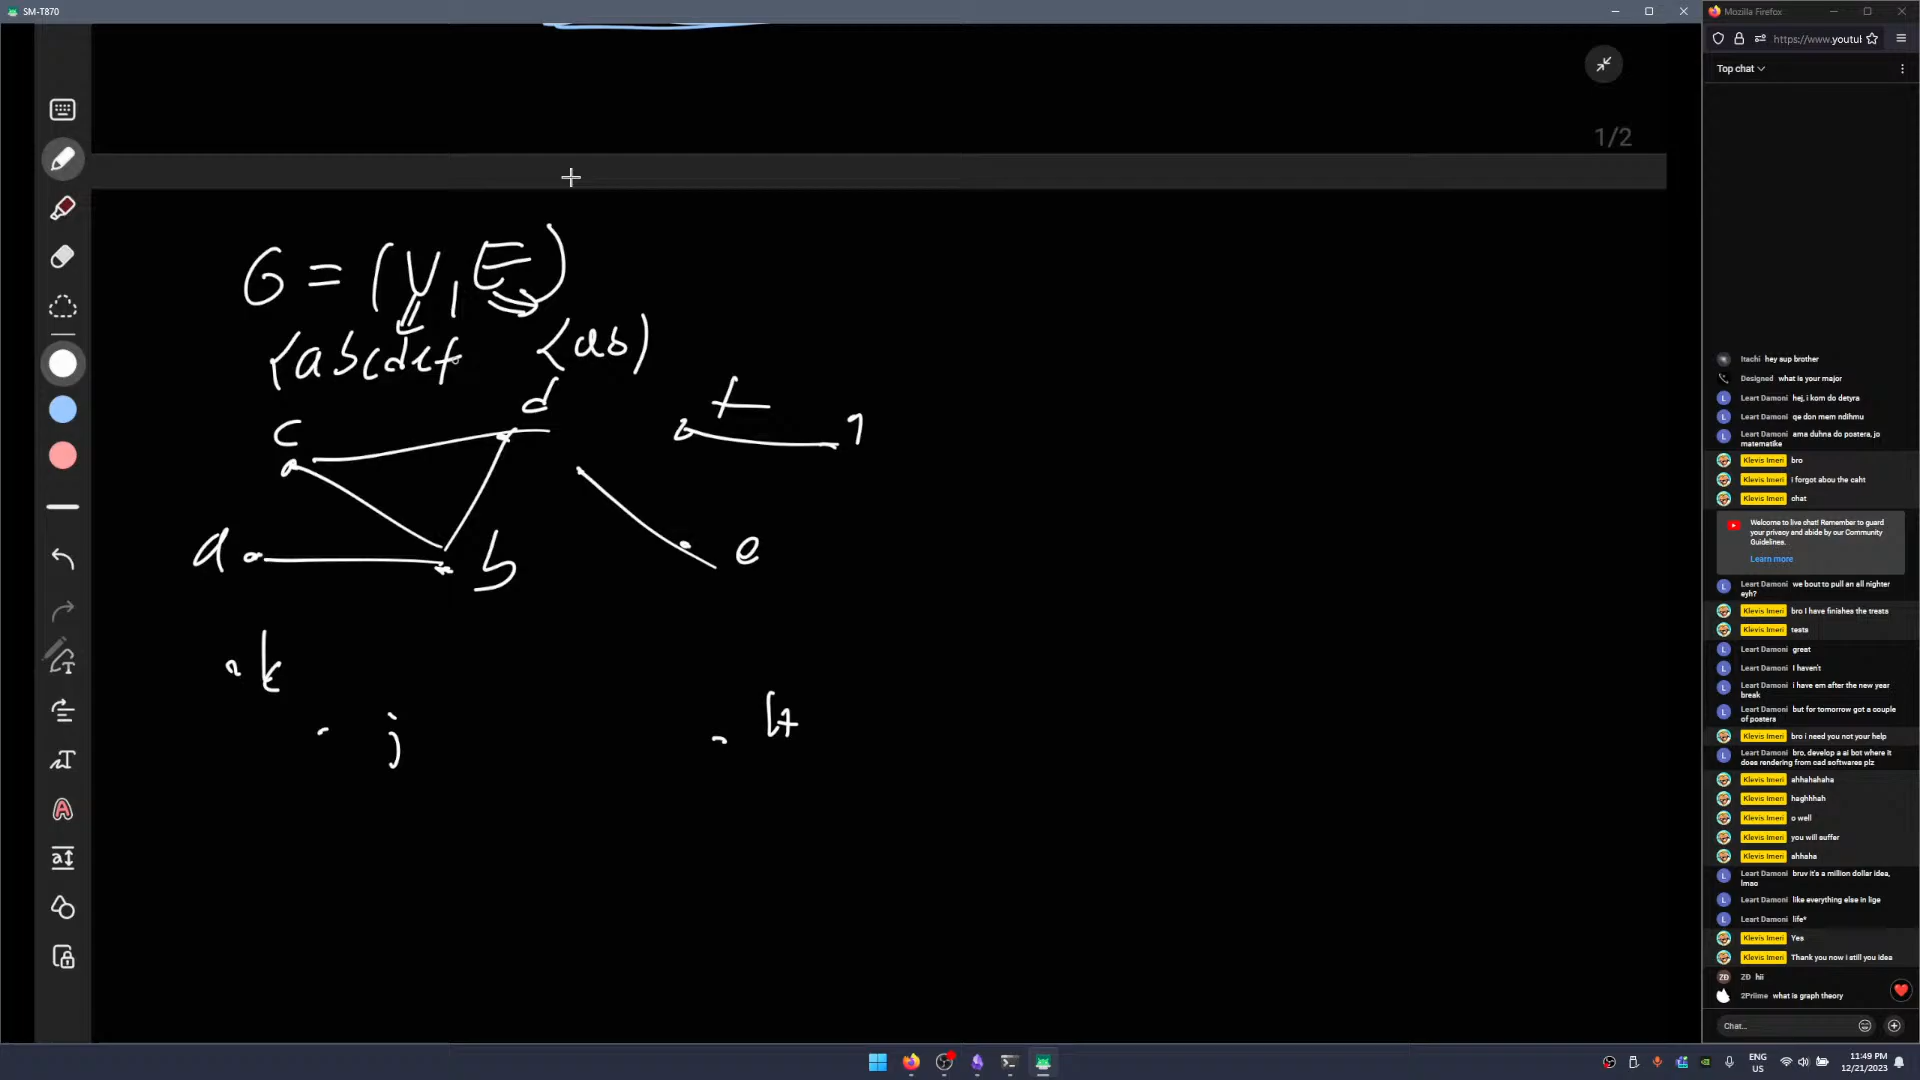 SM-T870
1/2
G = (V, E)
{abcdef {ab}
d
c
a
b
e
k
j
Mozilla Firefox
https://www.youtul
Top chat
Itachi hey sup brother
Designed what is your major
Leart Damoni hej, i kom do detyra
Leart Damoni qe don mem ndihmu
Leart Damoni ama duhna do postera, jo
matematike
Klevis Imeri bro
Klevis Imeri i forgot abou the caht
Klevis Imeri chat
Welcome to live chat! Remember to guard
your privacy and abide by our Community
Guidelines.
Learn more
Leart Damoni we bout to pull an all nighter
eyh?
Klevis Imeri bro I have finishes the trests
Klevis Imeri tests
Leart Damoni great
Leart Damoni I haven't
Leart Damoni i have em after the new year
break
Leart Damoni but for tomorrow got a couple
of posters
Klevis Imeri bro i need you not your help
Leart Damoni bro, develop a ai bot where it
does rendering from cad softwares plz
Klevis Imeri ahhahahaha
Klevis Imeri haghhhah
Klevis Imeri o well
Klevis Imeri you will suffer
Klevis Imeri ahhaha
Leart Damoni bruv it's a million dollar idea,
lmao
Leart Damoni like everything else in lige
Leart Damoni life*
Klevis Imeri Yes
Klevis Imeri Thank you now i still you idea
ZD hii
2Priime what is graph theory
Chat...
ENG
US
11:49 PM
12/21/2023